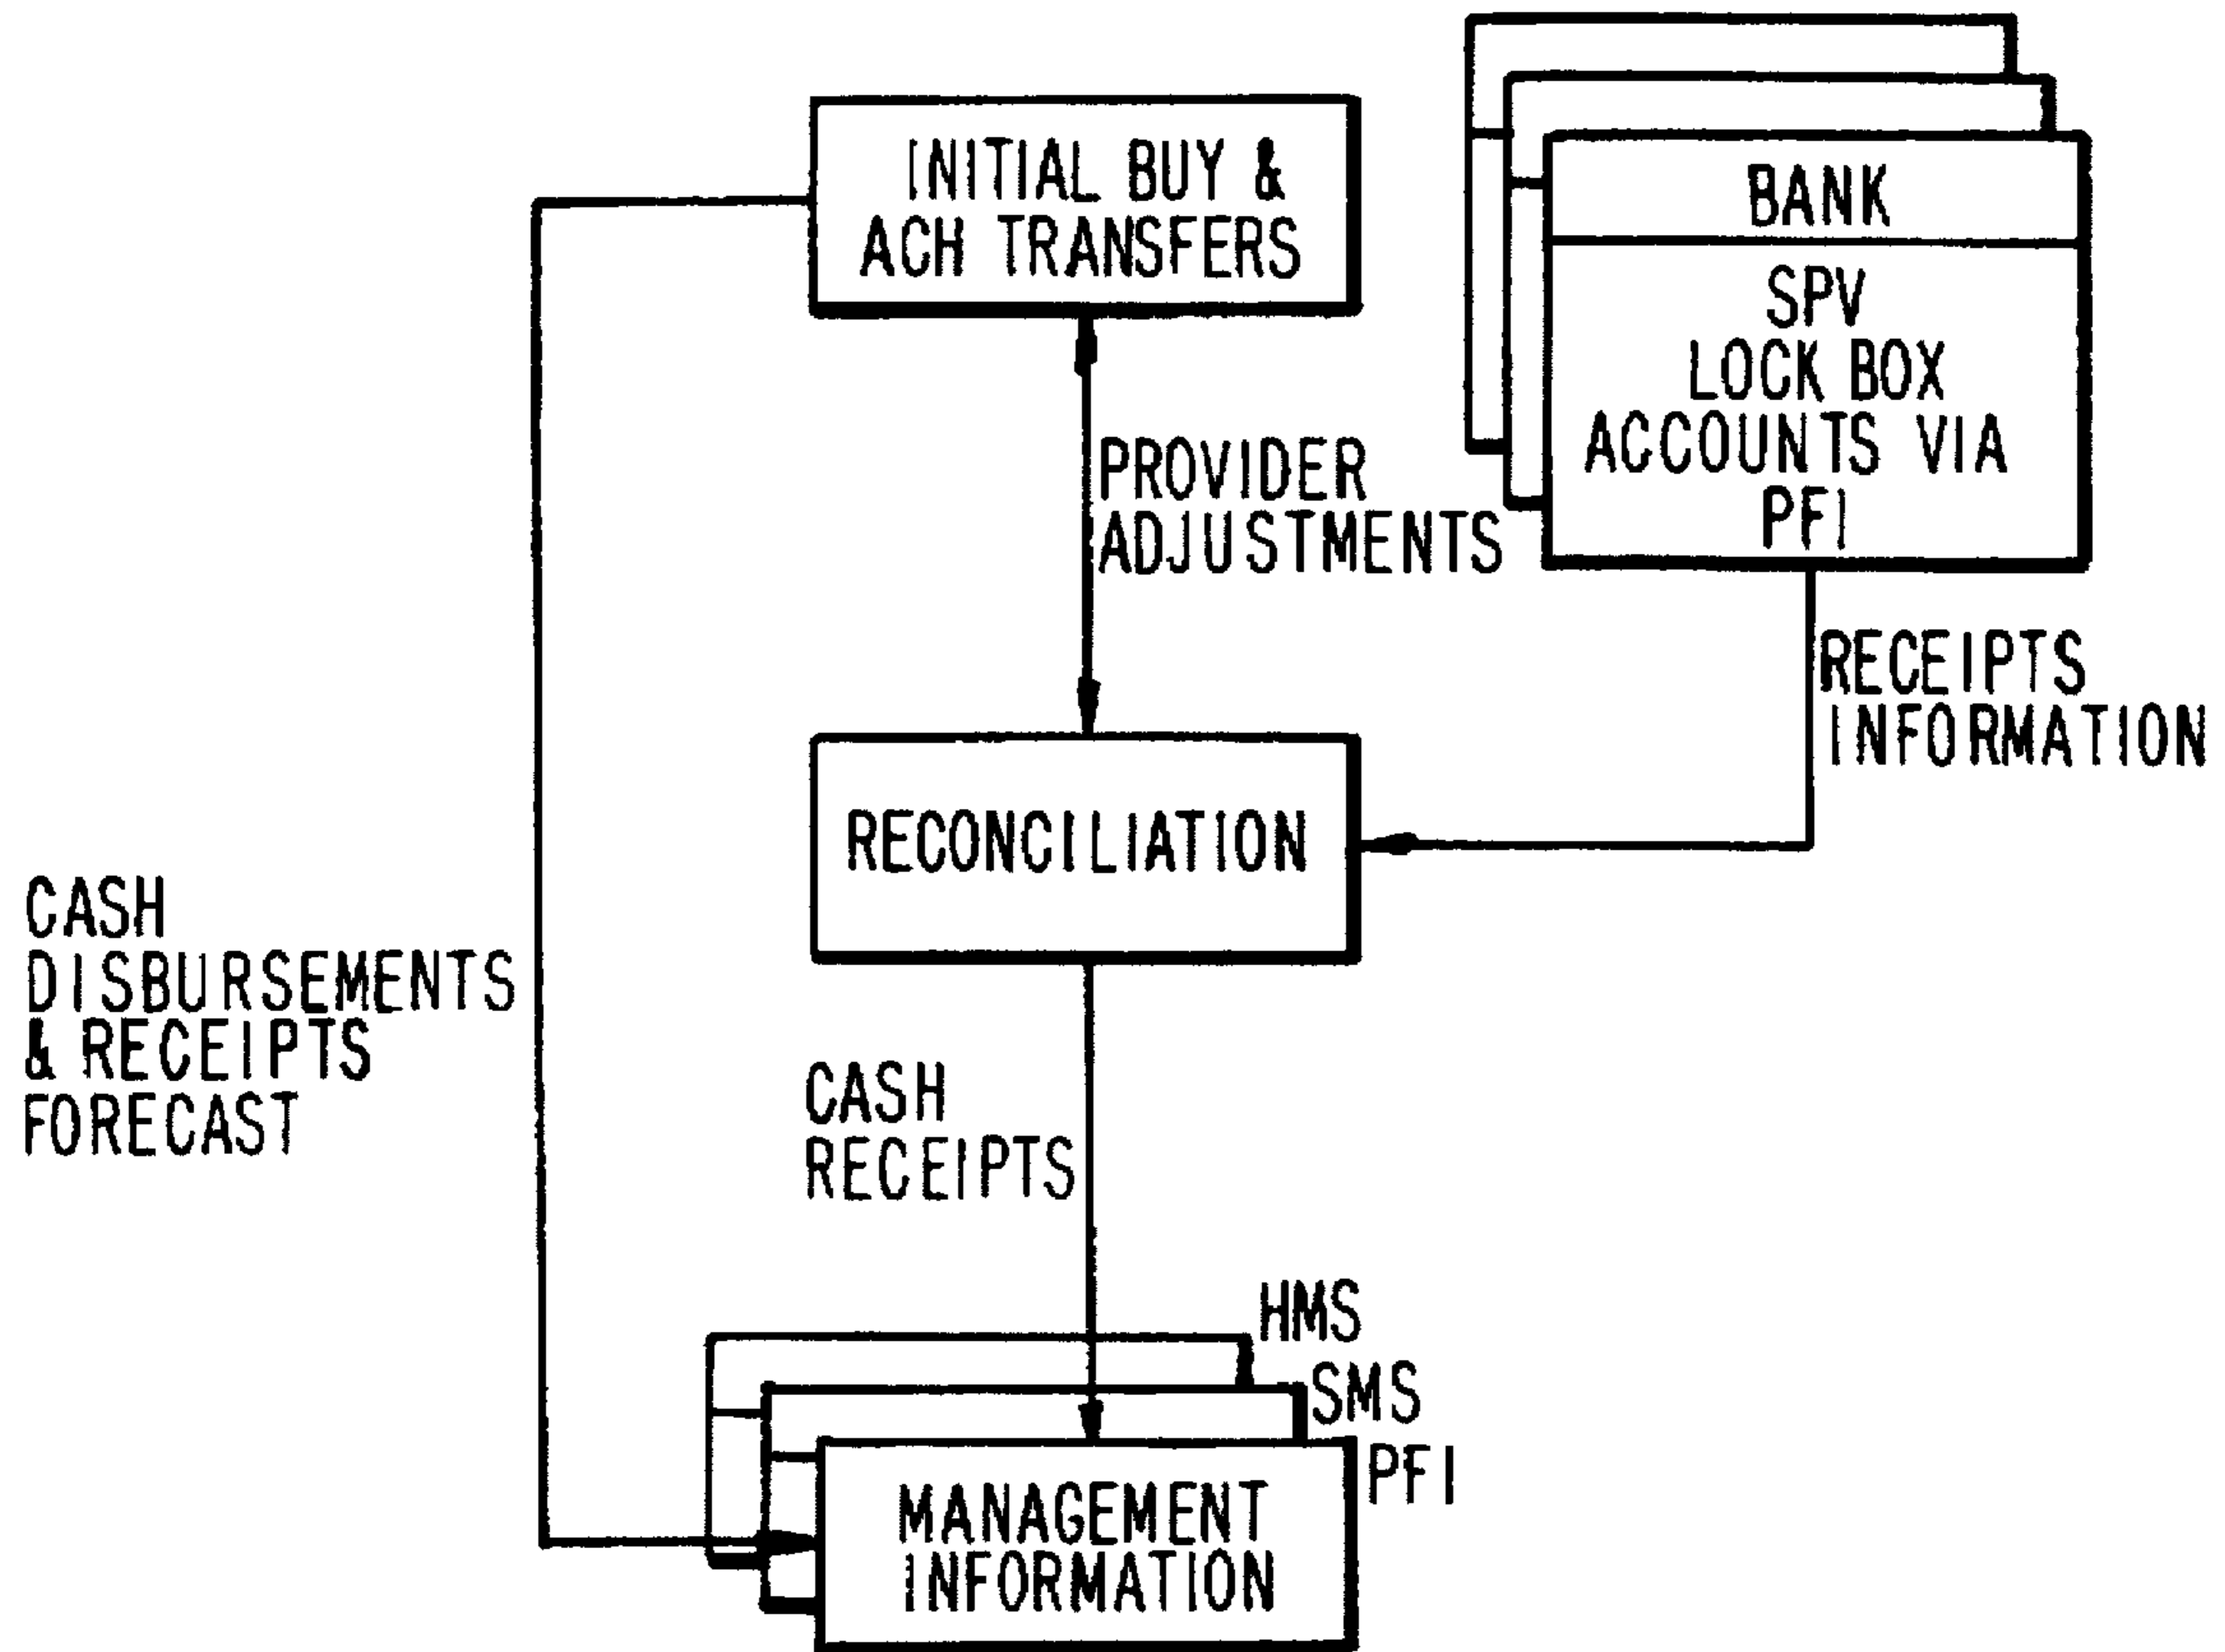 INITIAL BUY &
ACH TRANSFERS
BANK
SPV
LOCK BOX
ACCOUNTS VIA
PFI
PROVIDER
ADJUSTMENTS
RECEIPTS
INFORMATION
RECONCILIATION
CASH
DISBURSEMENTS
& RECEIPTS
FORECAST
CASH
RECEIPTS
HMS
SMS
PFI
MANAGEMENT
INFORMATION